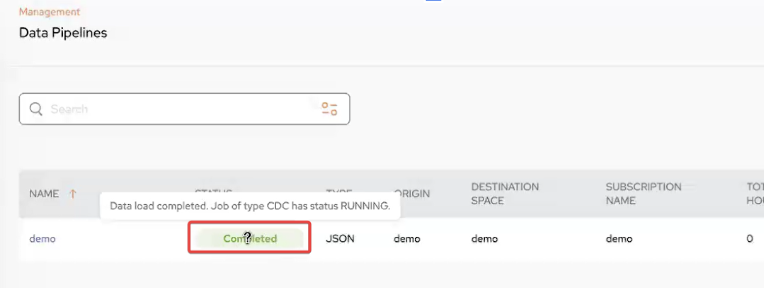 Management
Data Pipelines
Search
NAME ↑ STATUS TYPE ORIGIN DESTINATION SPACE SUBSCRIPTION NAME TOT HOU
Data load completed. Job of type CDC has status RUNNING.
demo Completed JSON demo demo demo 0